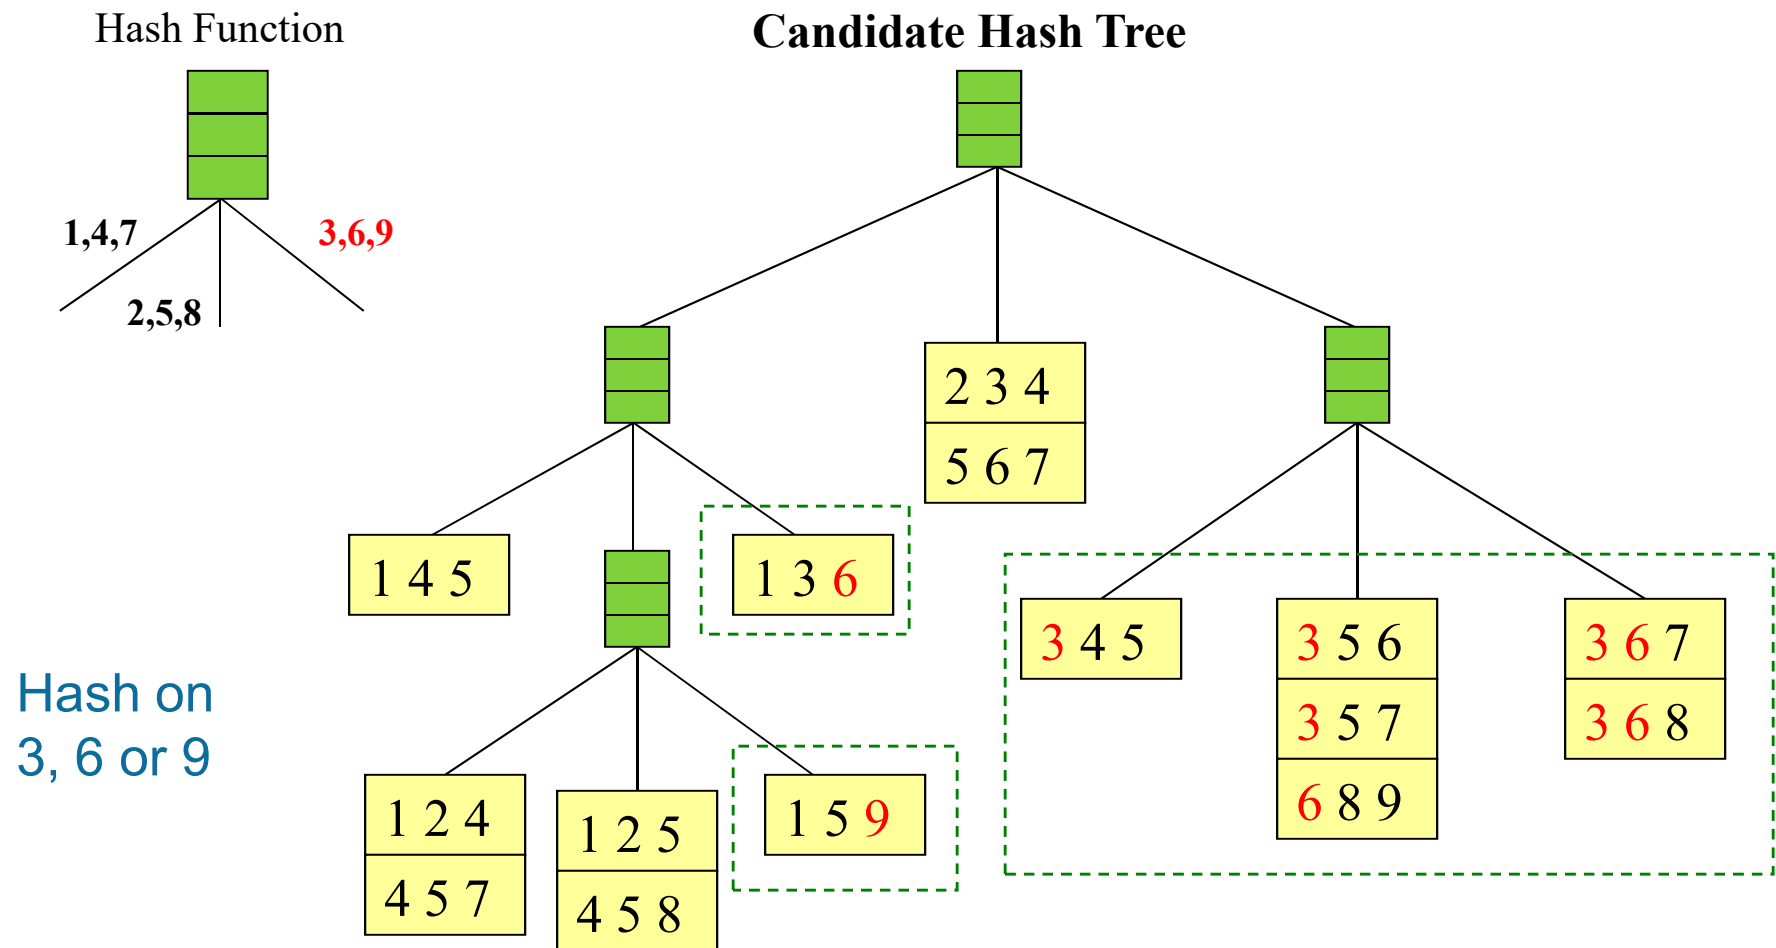 Hash Function
Candidate Hash Tree
1,4,7
3,6,9
2,5,8
2 3 4
5 6 7
1 4 5
1 3 6
3 4 5
3 5 6
3 6 7
3 5 7
3 6 8
6 8 9
Hash on
3, 6 or 9
1 2 4
1 2 5
1 5 9
4 5 7
4 5 8